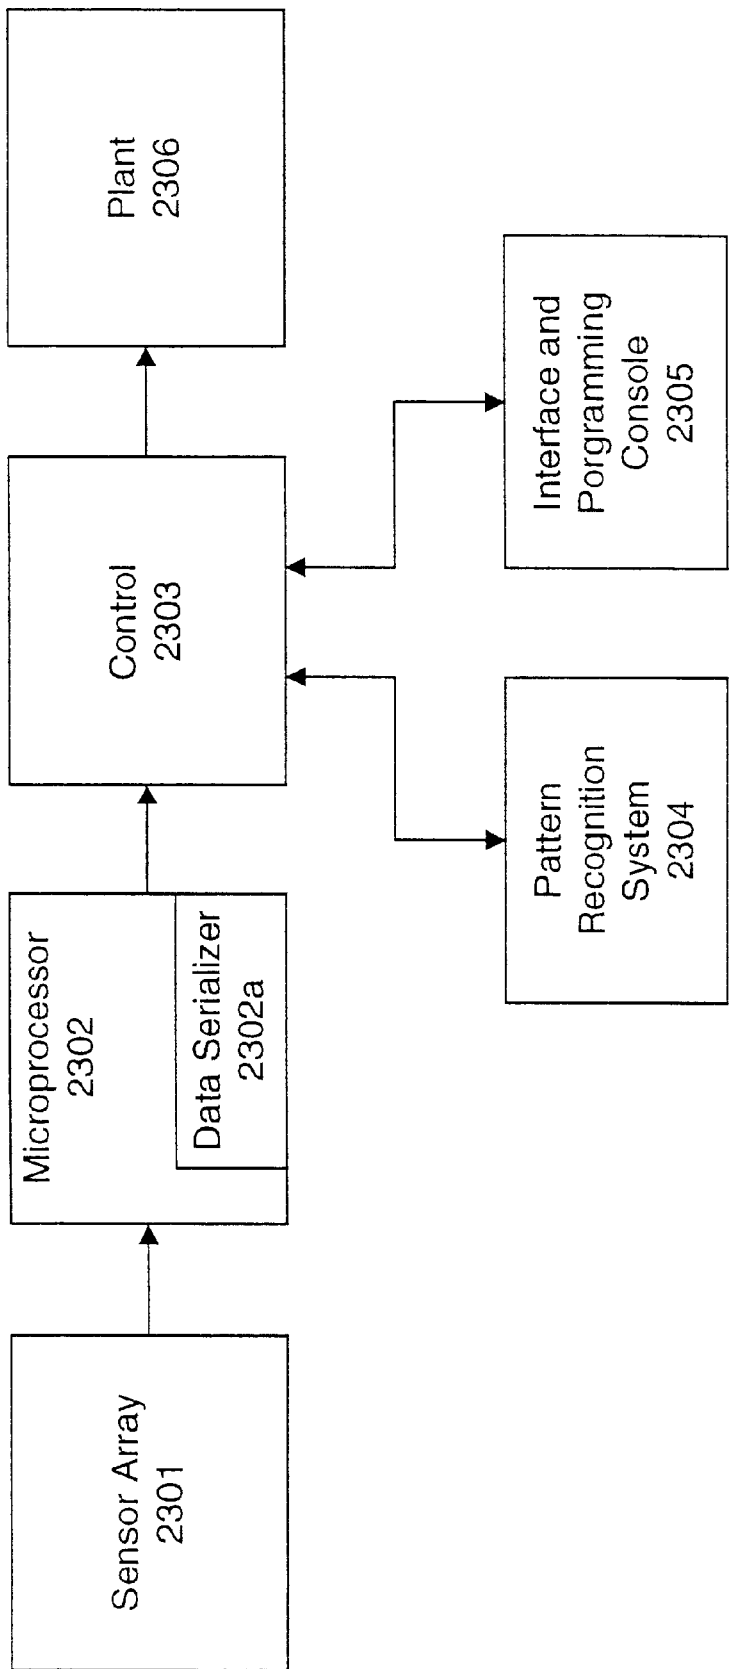 Sensor Array
2301
Microprocessor
2302
Data Serializer
2302a
Control
2303
Plant
2306
Pattern
Recognition
System
2304
Interface and
Porgramming
Console
2305